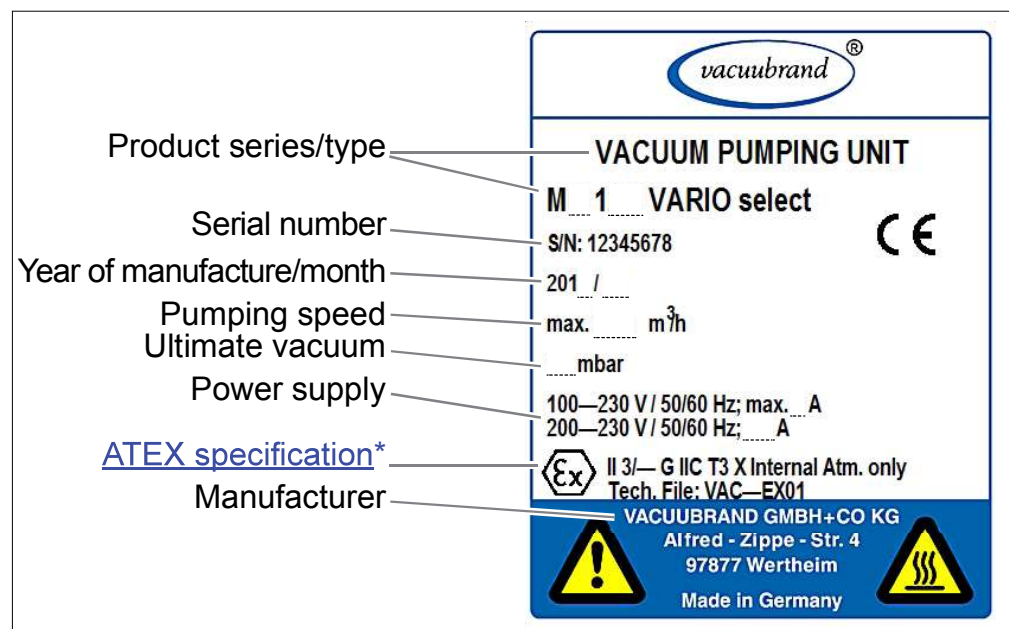 vacuubrand ®
Product series/type
VACUUM PUMPING UNIT
M 1 VARIO select
Serial number
S/N: 12345678
CE
Year of manufacture/month
201 /
Pumping speed
max. m³/h
Ultimate vacuum
mbar
Power supply
100—230 V / 50/60 Hz; max. A
200—230 V / 50/60 Hz; A
ATEX specification*
Ex II 3/— G IIC T3 X Internal Atm. only
Tech. File: VAC—EX01
Manufacturer
VACUUBRAND GMBH+CO KG
Alfred - Zippe - Str. 4
97877 Wertheim
Made in Germany